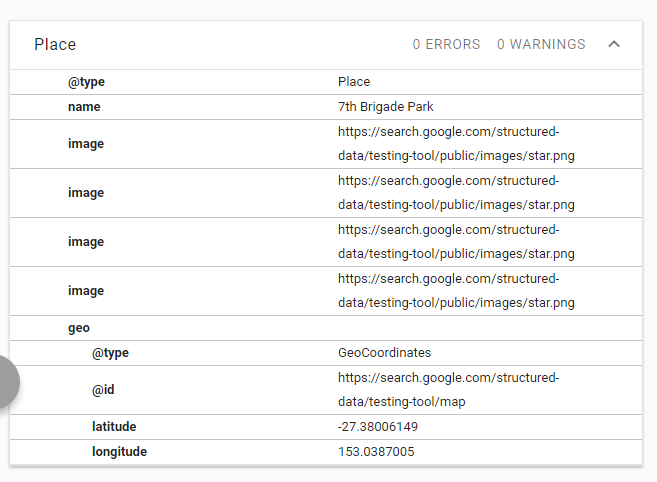 Place 0 ERRORS 0 WARNINGS
@type Place
name 7th Brigade Park
image https://search.google.com/structured-
data/testing-tool/public/images/star.png
image https://search.google.com/structured-
data/testing-tool/public/images/star.png
image https://search.google.com/structured-
data/testing-tool/public/images/star.png
image https://search.google.com/structured-
data/testing-tool/public/images/star.png
geo
@type GeoCoordinates
@id https://search.google.com/structured-
data/testing-tool/map
latitude -27.38006149
longitude 153.0387005